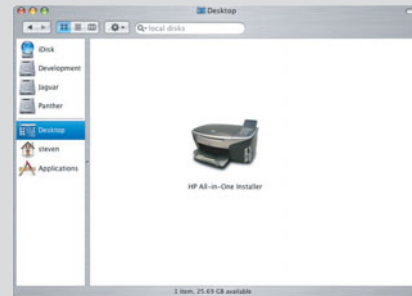 Desktop
local disks
iDisk
Development
Jaguar
Panther
Desktop
steven
Applications
HP All-in-One Installer
1 item, 25.69 GB available